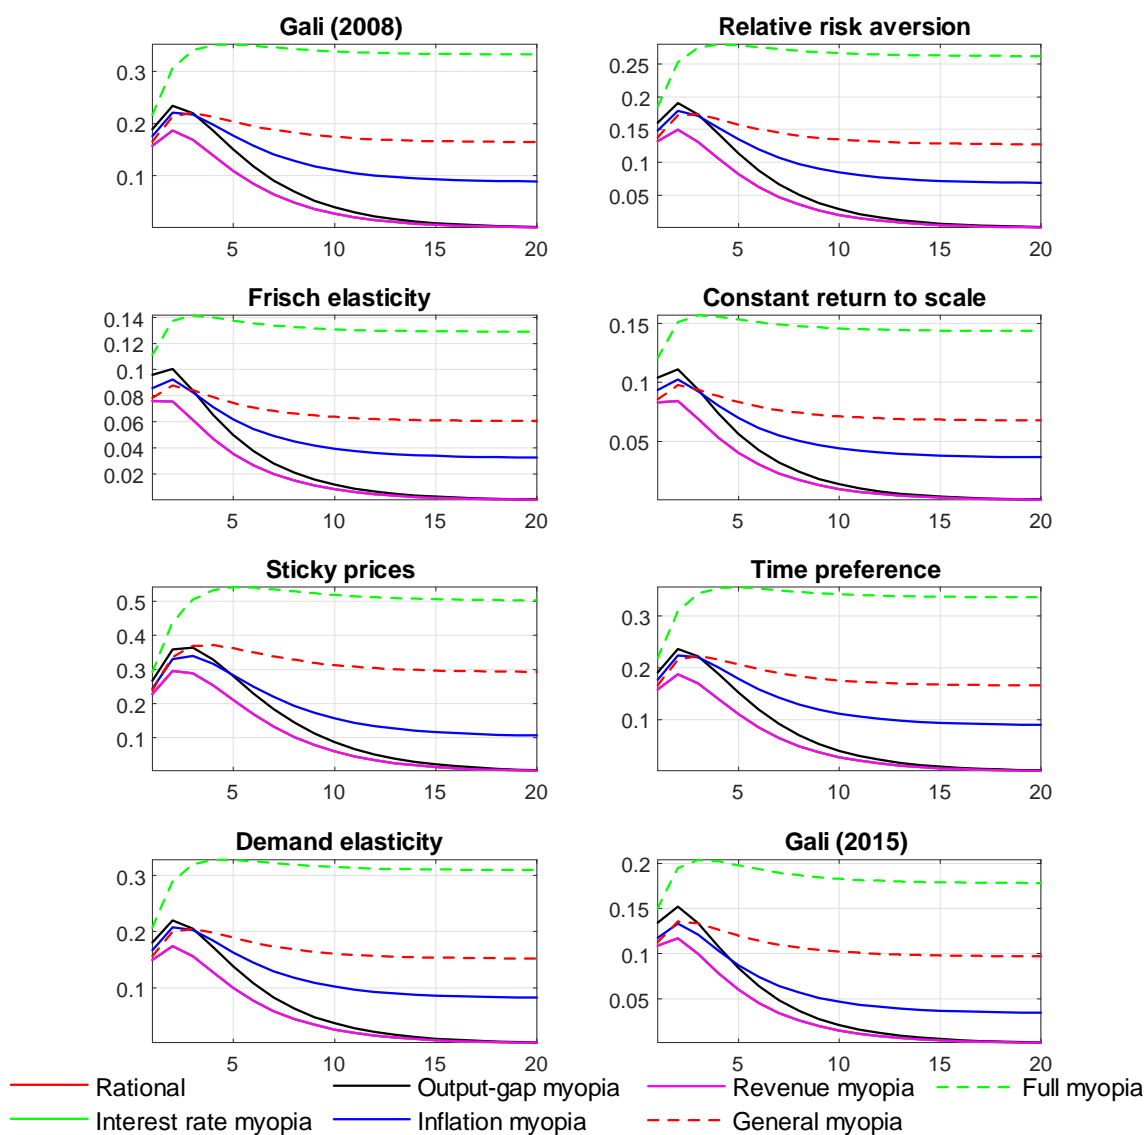 Gali (2008)
0.3
0.2
0.1
5 10 15 20
Relative risk aversion
0.25
0.2
0.15
0.1
0.05
5 10 15 20
Frisch elasticity
0.14
0.12
0.1
0.08
0.06
0.04
0.02
5 10 15 20
Constant return to scale
0.15
0.1
0.05
5 10 15 20
Sticky prices
0.5
0.4
0.3
0.2
0.1
5 10 15 20
Time preference
0.3
0.2
0.1
5 10 15 20
Demand elasticity
0.3
0.2
0.1
5 10 15 20
Gali (2015)
0.2
0.15
0.1
0.05
5 10 15 20
Rational Output-gap myopia Revenue myopia Full myopia
Interest rate myopia Inflation myopia General myopia